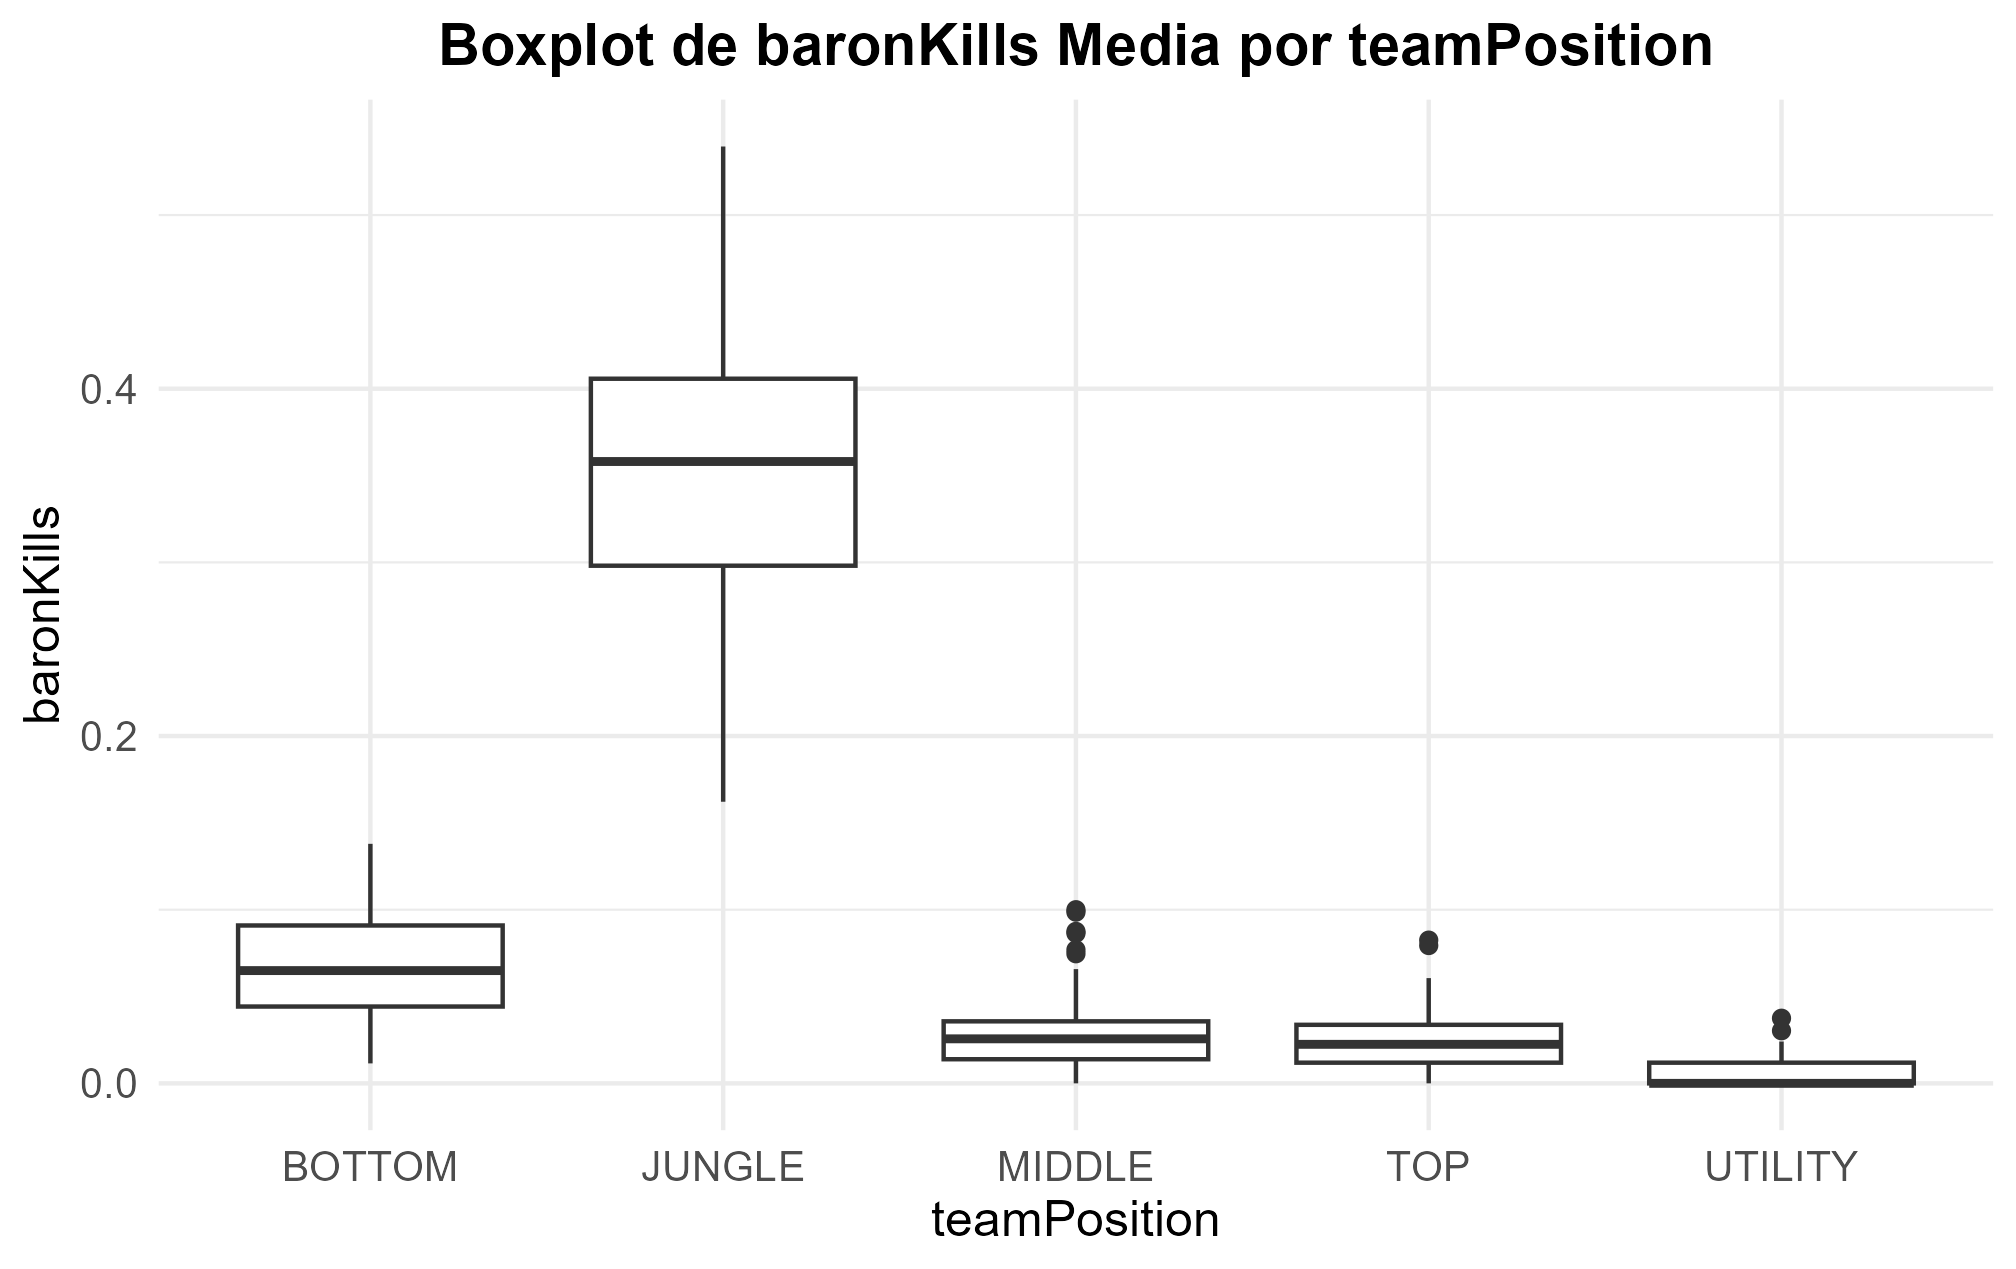 Boxplot de baronKills Media por teamPosition
baronKills
0.4
0.2
0.0
BOTTOM JUNGLE MIDDLE TOP UTILITY
teamPosition